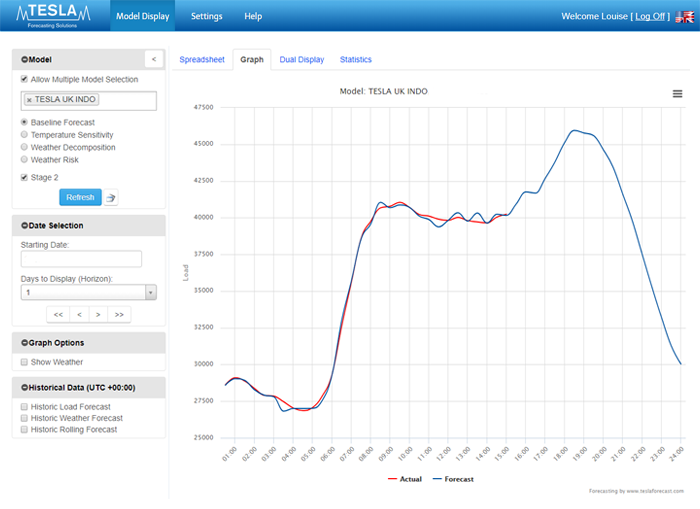 TESLA
Forecasting Solutions
Model Display
Settings
Help
Welcome Louise [ Log Off ]
Model
<
Allow Multiple Model Selection
× TESLA UK INDO
Baseline Forecast
Temperature Sensitivity
Weather Decomposition
Weather Risk
Stage 2
Refresh
Date Selection
Starting Date:
Days to Display (Horizon):
1
<< < > >>
Graph Options
Show Weather
Historical Data (UTC +00:00)
Historic Load Forecast
Historic Weather Forecast
Historic Rolling Forecast
Spreadsheet Graph Dual Display Statistics
Model: TESLA UK INDO
47500
45000
42500
40000
37500
35000
32500
30000
27500
25000
Load
01:00 02:00 03:00 04:00 05:00 06:00 07:00 08:00 09:00 10:00 11:00 12:00 13:00 14:00 15:00 16:00 17:00 18:00 19:00 20:00 21:00 22:00 23:00 24:00
Actual Forecast
Forecasting by www.teslaforecast.com